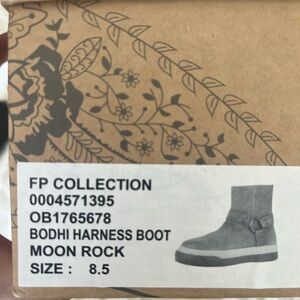 FP COLLECTION
0004571395
OB1765678
BODHI HARNESS BOOT
MOON ROCK
SIZE : 8.5